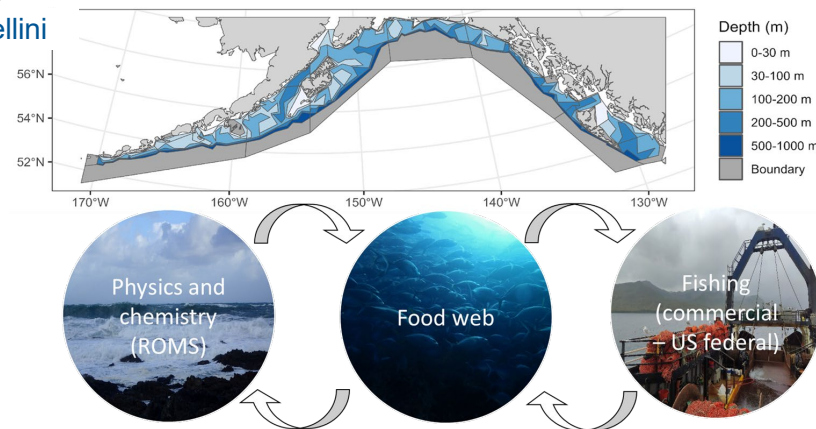 ellini
Depth (m)
0-30 m
30-100 m
100-200 m
200-500 m
500-1000 m
Boundary
56°N
54°N
52°N
170°W 160°W 150°W 140°W 130°W
Physics and
chemistry
(ROMS)
Food web
Fishing
(commercial
– US federal)